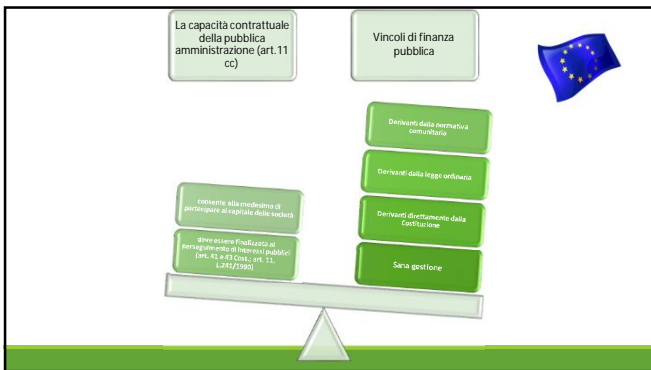 La capacità contrattuale
della pubblica
amministrazione (art.11
cc)
Vincoli di finanza
pubblica
Derivanti dalla normativa
comunitaria
Derivanti dalla legge ordinaria
Derivanti direttamente dalla
Costituzione
Sana gestione
consente alla medesima di
partecipare al capitale delle società
deve essere finalizzata al
perseguimento di interessi pubblici
(art. 41 e 43 Cost.; art. 11,
L.241/1990)